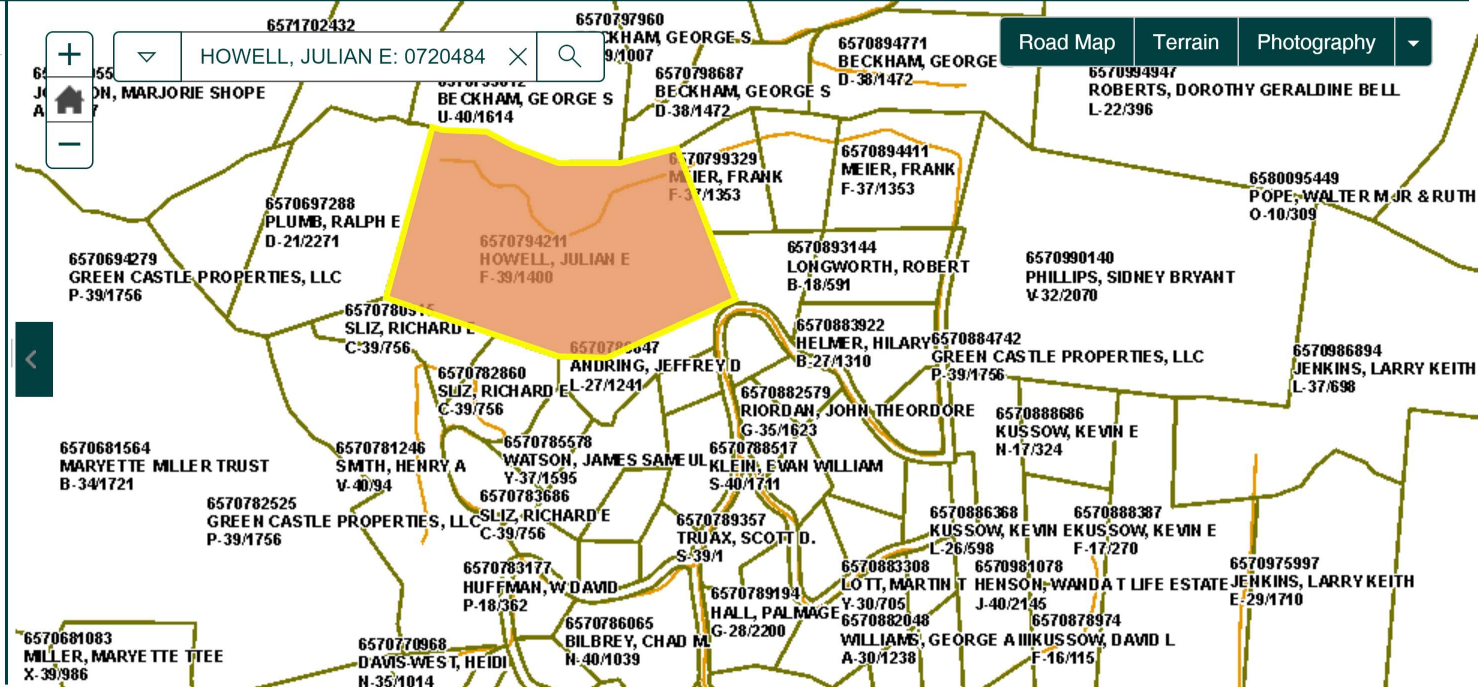 6571702432
6570797960
BECKHAM, GEORGE S
HOWELL, JULIAN E: 0720484
Road Map
Terrain
Photography
6570894771
BECKHAM, GEORGE
D-38/1472
6570798687
BECKHAM, GEORGE S
D-38/1472
6570994947
ROBERTS, DOROTHY GERALDINE BELL
L-22/396
MARJORIE SHOPE
BECKHAM, GEORGE S
U-40/1614
6570799329
MEIER, FRANK
F-37/1353
6570894411
MEIER, FRANK
F-37/1353
6580095449
POPE, WALTER M JR & RUTH
O-10/309
6570697288
PLUMB, RALPH E
D-21/2271
6570794211
HOWELL, JULIAN E
F-39/1400
6570893144
LONGWORTH, ROBERT
B-18/591
6570694279
GREEN CASTLE PROPERTIES, LLC
P-39/1756
6570990140
PHILLIPS, SIDNEY BRYANT
V-32/2070
SLIZ, RICHARD E
C-39/756
6570883922
HELMER, HILARY
B-27/1310
6570884742
GREEN CASTLE PROPERTIES, LLC
P-39/1756
ANDRING, JEFFREY D
L-27/1241
6570986894
JENKINS, LARRY KEITH
L-37/698
6570782860
SLIZ, RICHARD E
C-39/756
6570882579
RIORDAN, JOHN THEORDORE
G-35/1623
6570888686
KUSSOW, KEVIN E
N-17/324
6570681564
MARYETTE MILLER TRUST
B-34/1721
6570781246
SMITH, HENRY A
V-40/94
6570785578
WATSON, JAMES SAMEUL
Y-37/1595
6570788517
KLEIN, EVAN WILLIAM
S-40/1711
6570782525
GREEN CASTLE PROPERTIES, LLC
P-39/1756
6570783686
SLIZ, RICHARD E
C-39/756
6570789357
TRUAX, SCOTT D.
S-39/1
6570886368
KUSSOW, KEVIN E
L-26/598
6570888387
KUSSOW, KEVIN E
F-17/270
6570783177
HUFFMAN, W DAVID
P-18/362
6570883308
LOTT, MARTIN T
Y-30/705
6570981078
HENSON, WANDA T LIFE ESTATE
J-40/2145
6570975997
JENKINS, LARRY KEITH
E-29/1710
6570789194
HALL, PALMAGE
G-28/2200
6570786065
BILBREY, CHAD M.
N-40/1039
6570882048
WILLIAMS, GEORGE A III
A-30/1238
6570878974
KUSSOW, DAVID L
F-16/115
6570681083
MILLER, MARYETTE TTEE
X-39/986
6570770968
DAVIS-WEST, HEIDI
N-35/1014